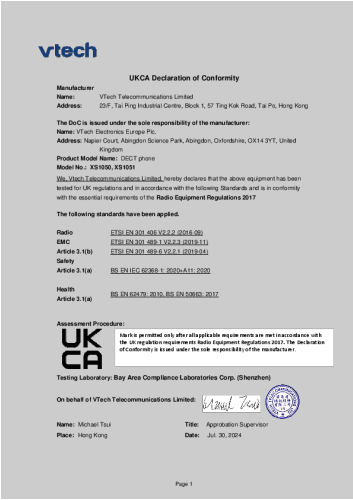 vtech
UKCA Declaration of Conformity
Manufacturer
Name: VTech Telecommunications Limited
Address: 23/F, Tai Ping Industrial Centre, Block 1, 57 Ting Kok Road, Tai Po, Hong Kong
The DoC is issued under the sole responsibility of the manufacturer:
Name: VTech Electronics Europe Plc.
Address: Napier Court, Abingdon Science Park, Abingdon, Oxfordshire, OX14 3YT, United
Kingdom
Product Model Name: DECT phone
Model No.: XS1050, XS1051
We, Vtech Telecommunications Limited, hereby declares that the above equipment has been
tested for UK regulations and in accordance with the following Standards and is in conformity
with the essential requirements of the Radio Equipment Regulations 2017
The following standards have been applied.
Radio ETSI EN 301 406 V2.2.2 (2016-09)
EMC ETSI EN 301 489-1 V2.2.3 (2019-11)
Article 3.1(b) ETSI EN 301 489-6 V2.2.1 (2019-04)
Safety
Article 3.1(a) BS EN IEC 62368-1: 2020+A11: 2020
Health
BS EN 62479: 2010, BS EN 50663: 2017
Article 3.1(a)
Assessment Procedure:
UK
CA
Mark is permitted only after all applicable requirements are met in accordance with
the UK regulation requirements Radio Equipment Regulations 2017. The Declaration
of Conformity is issued under the sole responsibility of the manufacturer.
Testing Laboratory: Bay Area Compliance Laboratories Corp. (Shenzhen)
On behalf of VTech Telecommunications Limited:
Name: Michael Tsui Title: Approbation Supervisor
Place: Hong Kong Date: Jul. 30, 2024
Page 1